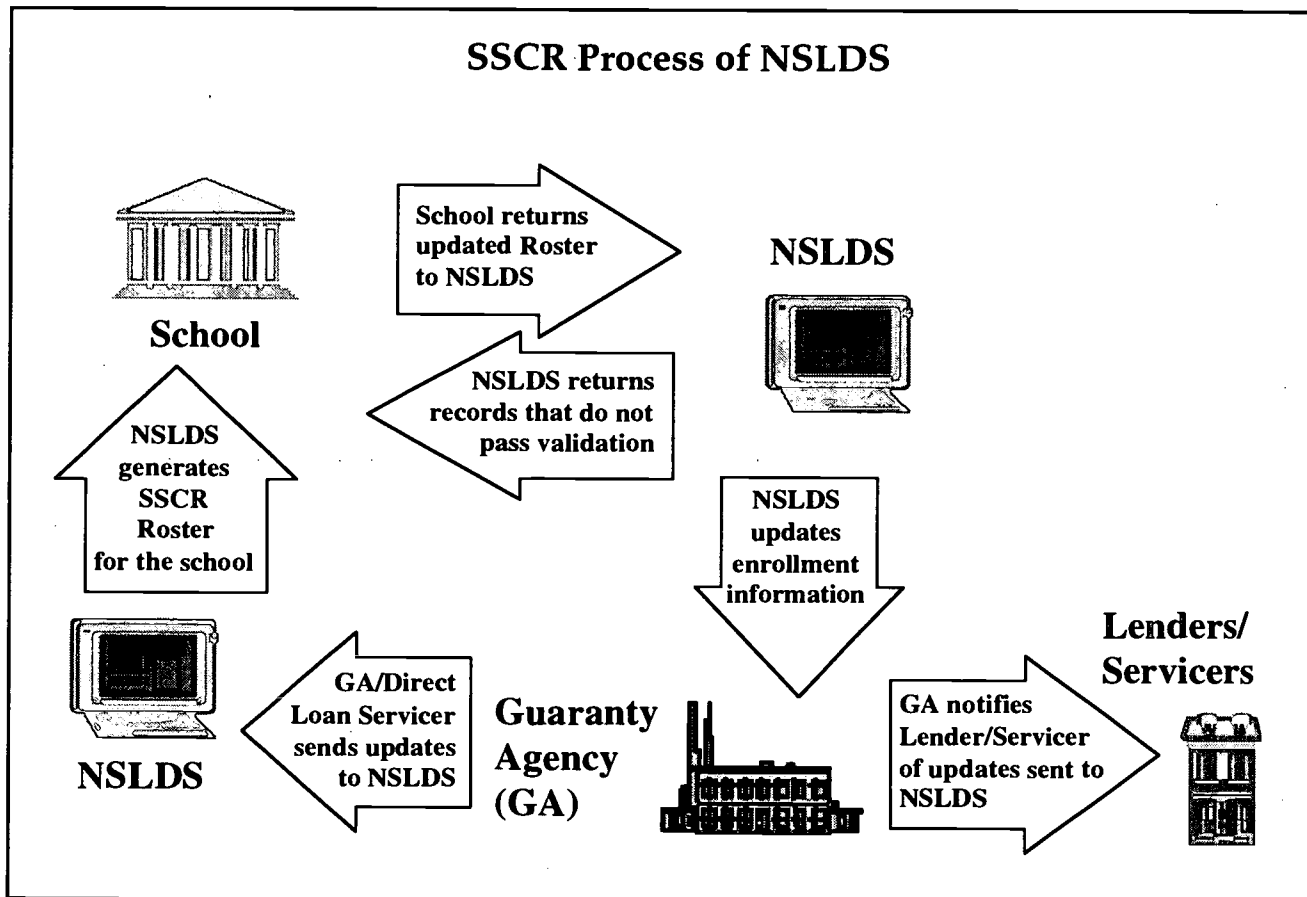 SSCR Process of NSLDS
School returns
updated Roster
to NSLDS
NSLDS
School
NSLDS returns
records that do not
pass validation
NSLDS
generates
SSCR
Roster
for the school
NSLDS
updates
enrollment
information
Lenders/
Servicers
GA/Direct
Loan Servicer
sends updates
to NSLDS
NSLDS
Guaranty
Agency
(GA)
GA notifies
Lender/Servicer
of updates sent to
NSLDS